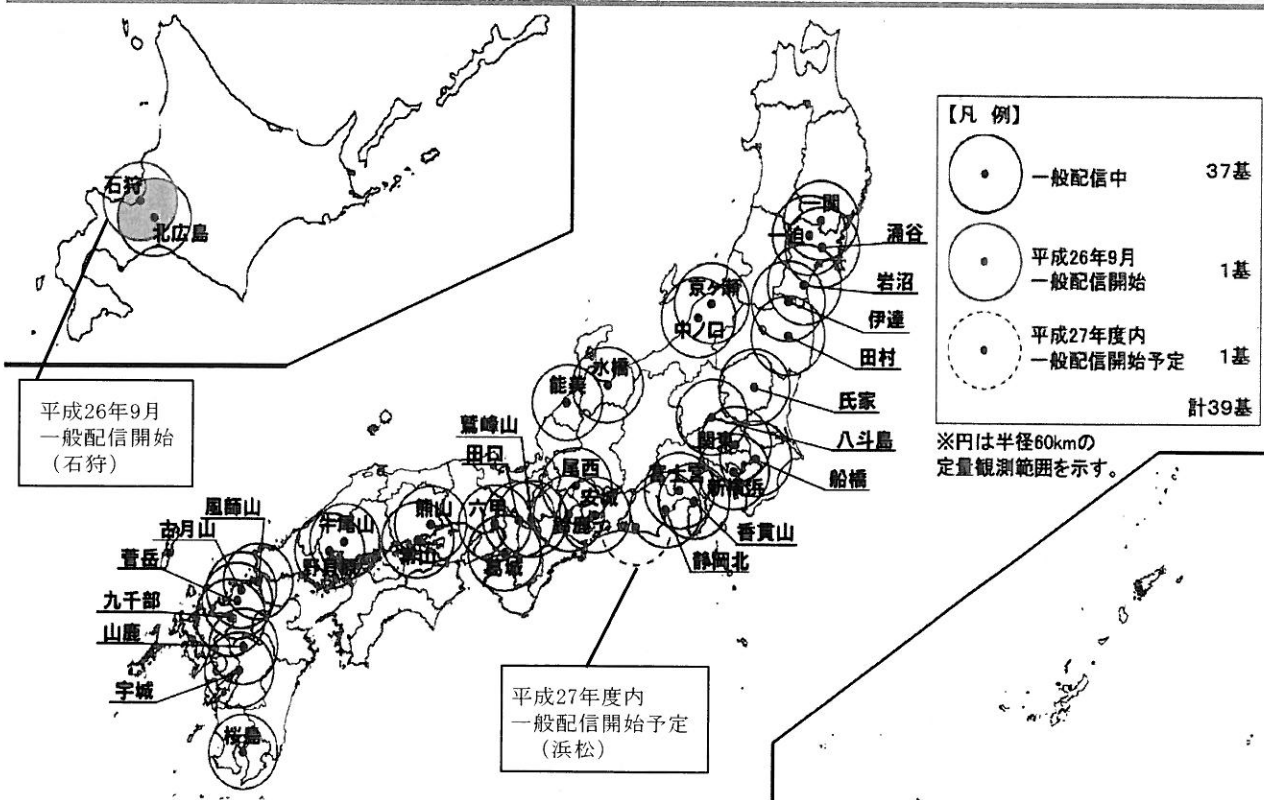 石狩
北広島
平成26年9月
一般配信開始
(石狩)
【凡 例】
一般配信中 37基
平成26年9月
一般配信開始 1基
平成27年度内
一般配信開始予定 1基
計39基
※円は半径60kmの
定量観測範囲を示す。
一関
一迫
涌谷
岩沼
伊達
田村
京ヶ瀬
中ノ口
氏家
八斗島
関東
船橋
新横浜
水橋
能美
鷲峰山
田口
尾西
安城
鈴鹿
富士宮
香貫山
静岡北
六甲
葛城
熊山
常山
牛尾山
野貝原
風師山
古月山
菅岳
九千部
山鹿
宇城
桜島
平成27年度内
一般配信開始予定
(浜松)